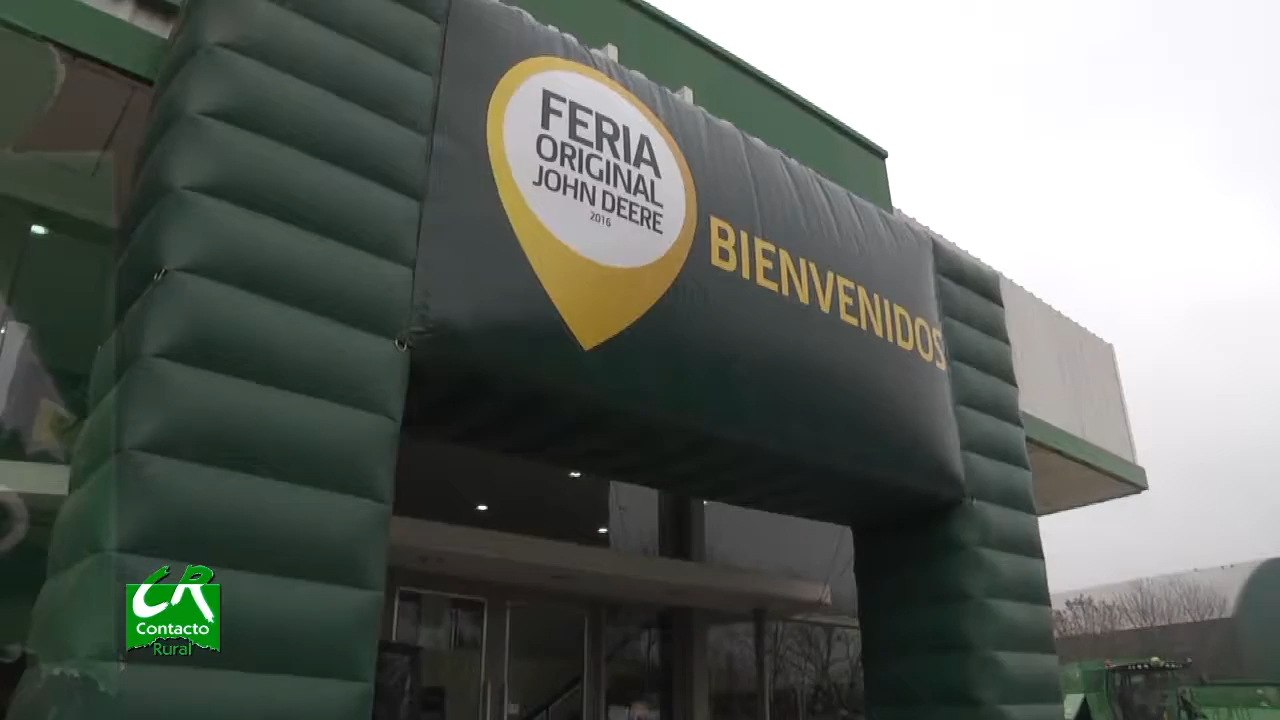 FERIA
ORIGINAL
JOHN DEERE
2016
BIENVENIDOS
CR
Contacto
Rural